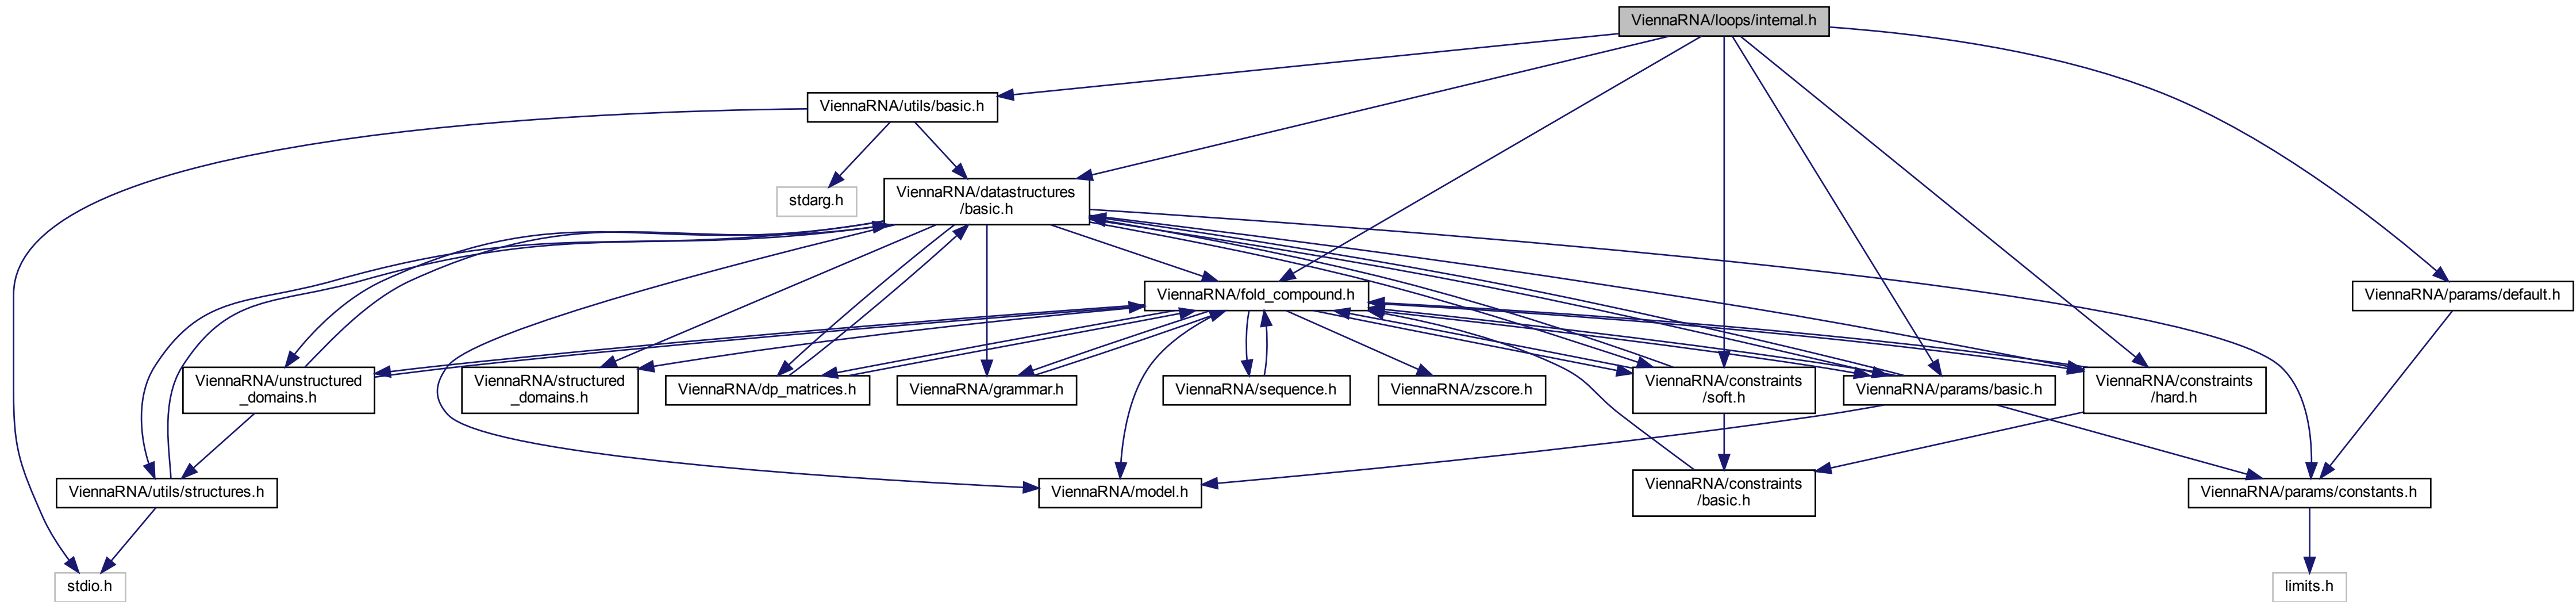 ViennaRNA/loops/internal.h
ViennaRNA/utils/basic.h
stdarg.h
ViennaRNA/datastructures
/basic.h
ViennaRNA/fold_compound.h
ViennaRNA/params/default.h
ViennaRNA/unstructured
_domains.h
ViennaRNA/structured
_domains.h
ViennaRNA/dp_matrices.h
ViennaRNA/grammar.h
ViennaRNA/sequence.h
ViennaRNA/zscore.h
ViennaRNA/constraints
/soft.h
ViennaRNA/params/basic.h
ViennaRNA/constraints
/hard.h
ViennaRNA/utils/structures.h
ViennaRNA/model.h
ViennaRNA/constraints
/basic.h
ViennaRNA/params/constants.h
stdio.h
limits.h